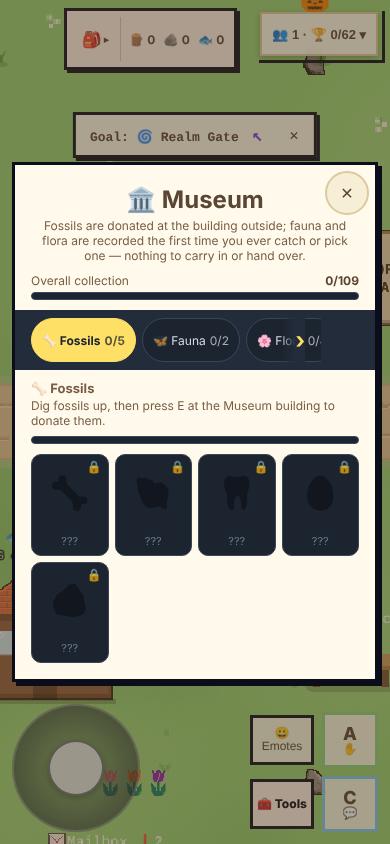 0 0 0
1 · 0/62 ▾
Goal: Realm Gate ×
Museum
×
Fossils are donated at the building outside; fauna and
flora are recorded the first time you ever catch or pick
one — nothing to carry in or hand over.
Overall collection 0/109
Fossils 0/5 Fauna 0/2
Fossils
Dig fossils up, then press E at the Museum building to
donate them.
??? ??? ??? ???
???
Emotes A
Tools C
Mailbox 2